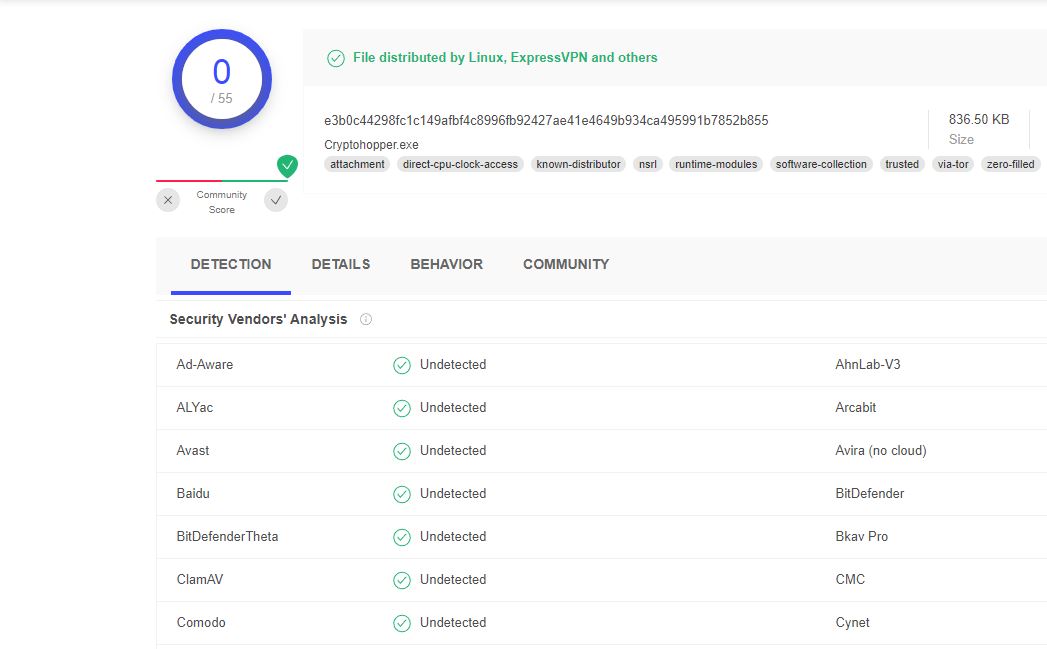 0
/ 55
File distributed by Linux, ExpressVPN and others
e3b0c44298fc1c149afbf4c8996fb92427ae41e4649b934ca495991b7852b855
836.50 KB
Size
Cryptohopper.exe
attachment direct-cpu-clock-access known-distributor nsrl runtime-modules software-collection trusted via-tor zero-filled
Community
Score
DETECTION DETAILS BEHAVIOR COMMUNITY
Security Vendors' Analysis
Ad-Aware Undetected AhnLab-V3
ALYac Undetected Arcabit
Avast Undetected Avira (no cloud)
Baidu Undetected BitDefender
BitDefenderTheta Undetected Bkav Pro
ClamAV Undetected CMC
Comodo Undetected Cynet